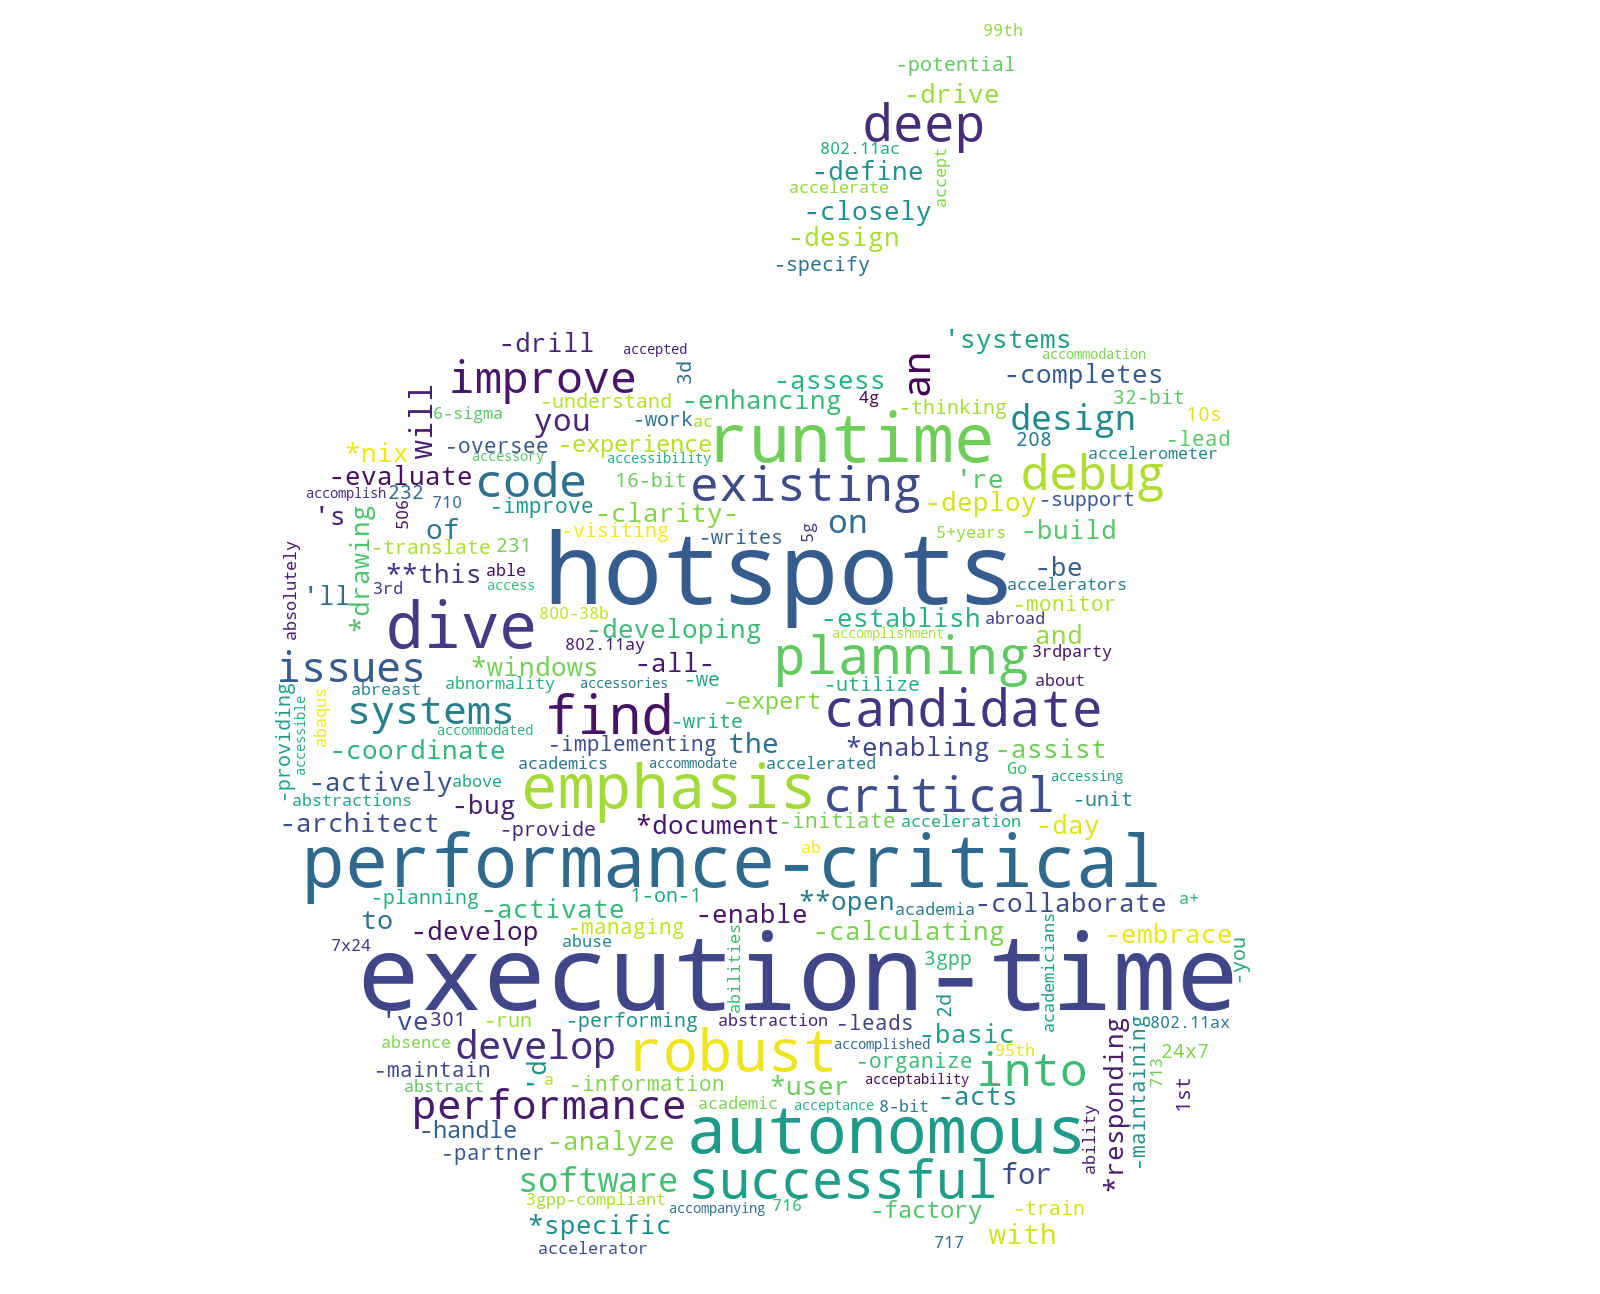 99th
-potential
-drive
deep
802.11ac
accept
-define
accelerate
-closely
-design
-specify
'systems
-drill
accepted
accommodation
improve
3d
an
-completes
-assess
will
-understand
-enhancing
4g
-thinking
32-bit
6-sigma
you
-work
ac
design
10s
runtime
*nix
-oversee
-experience
208
-lead
accessory
accessibility
accelerometer
-evaluate
code
16-bit
existing
're
debug
accomplish
232
710
-improve
-clarity-
-deploy
-support
's
506
of
-visiting
-writes
5g
on
5+years
-build
*drawing
-translate
231
hotspots
absolutely
**this
able
-be
'll
3rd
access
accelerators
dive
800-38b
-monitor
-developing
-establish
abroad
accomplishment
and
802.11ay
planning
3rdparty
issues
*windows
-all-
abnormality
accessories
-we
-utilize
about
-providing
accessible
abaqus
abreast
systems
find
-expert
candidate
accommodated
-write
-coordinate
-implementing
the
*enabling
-assist
academics
accommodate
accelerated
Go
accessing
-actively
above
emphasis
critical
-abstractions
-bug
-unit
-architect
-provide
*document
-initiate
acceleration
-day
performance-critical
ab
-planning
1-on-1
**open
-collaborate
a+
to
-activate
-enable
academia
-develop
-managing
-calculating
-embrace
7x24
abuse
abilities
3gpp
academicians
-you
execution-time
2d
've
301
-run
-performing
abstraction
-leads
-basic
802.11ax
absence
develop
robust
accomplished
95th
24x7
-maintain
'd
-organize
into
*responding
-maintaining
713
abstract
a
-information
*user
acceptability
1st
performance
academic
acceptance
8-bit
-acts
-handle
autonomous
ability
-partner
-analyze
software
successful
for
3gpp-compliant
accompanying
716
-factory
-train
*specific
with
accelerator
717